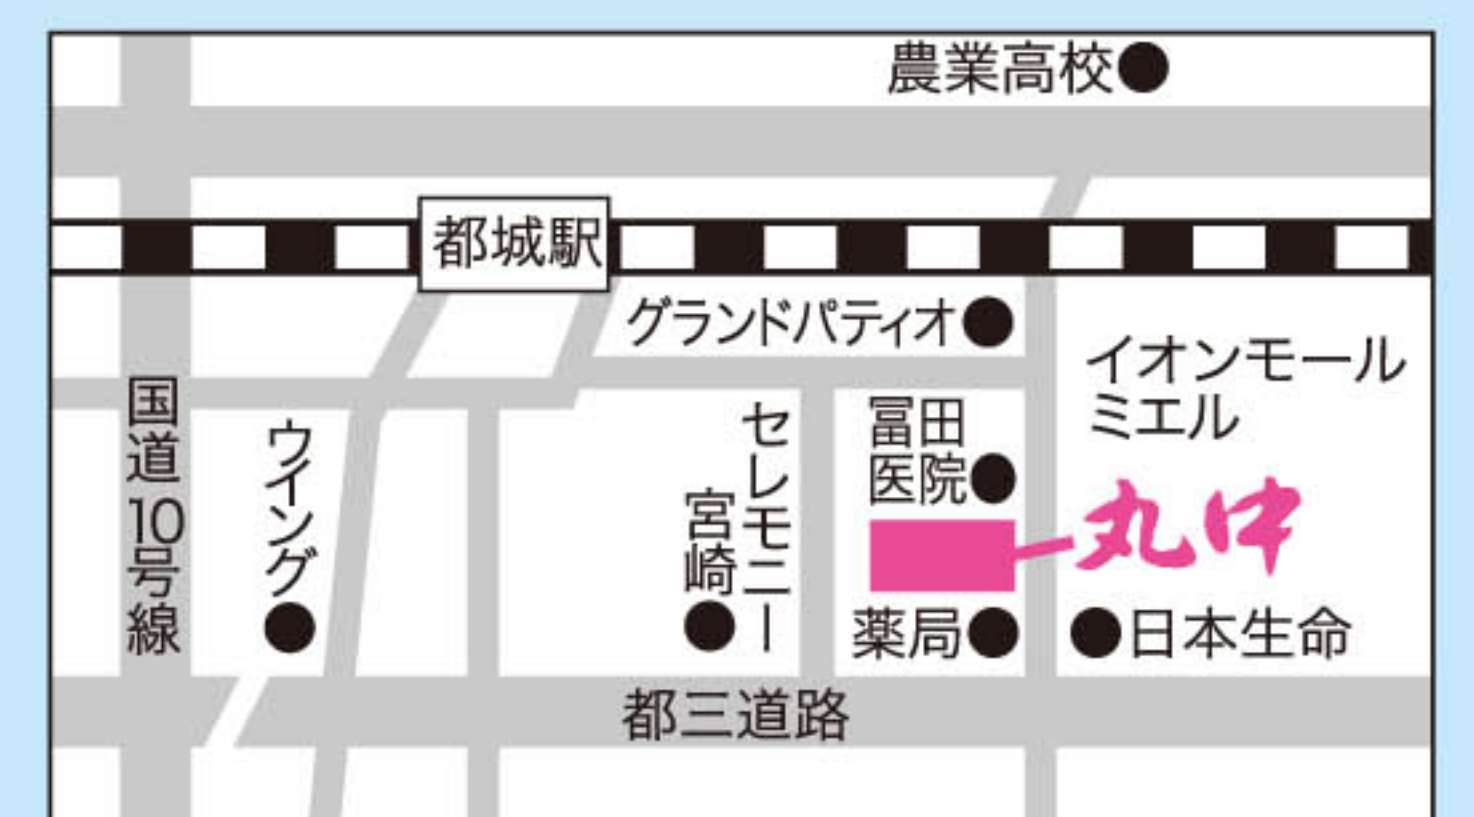 農業高校
都城駅
グランドパティオ
イオンモール
ミエル
国道10号線
ウイング
セレモニー
宮崎
冨田
医院
丸中
薬局
日本生命
都三道路